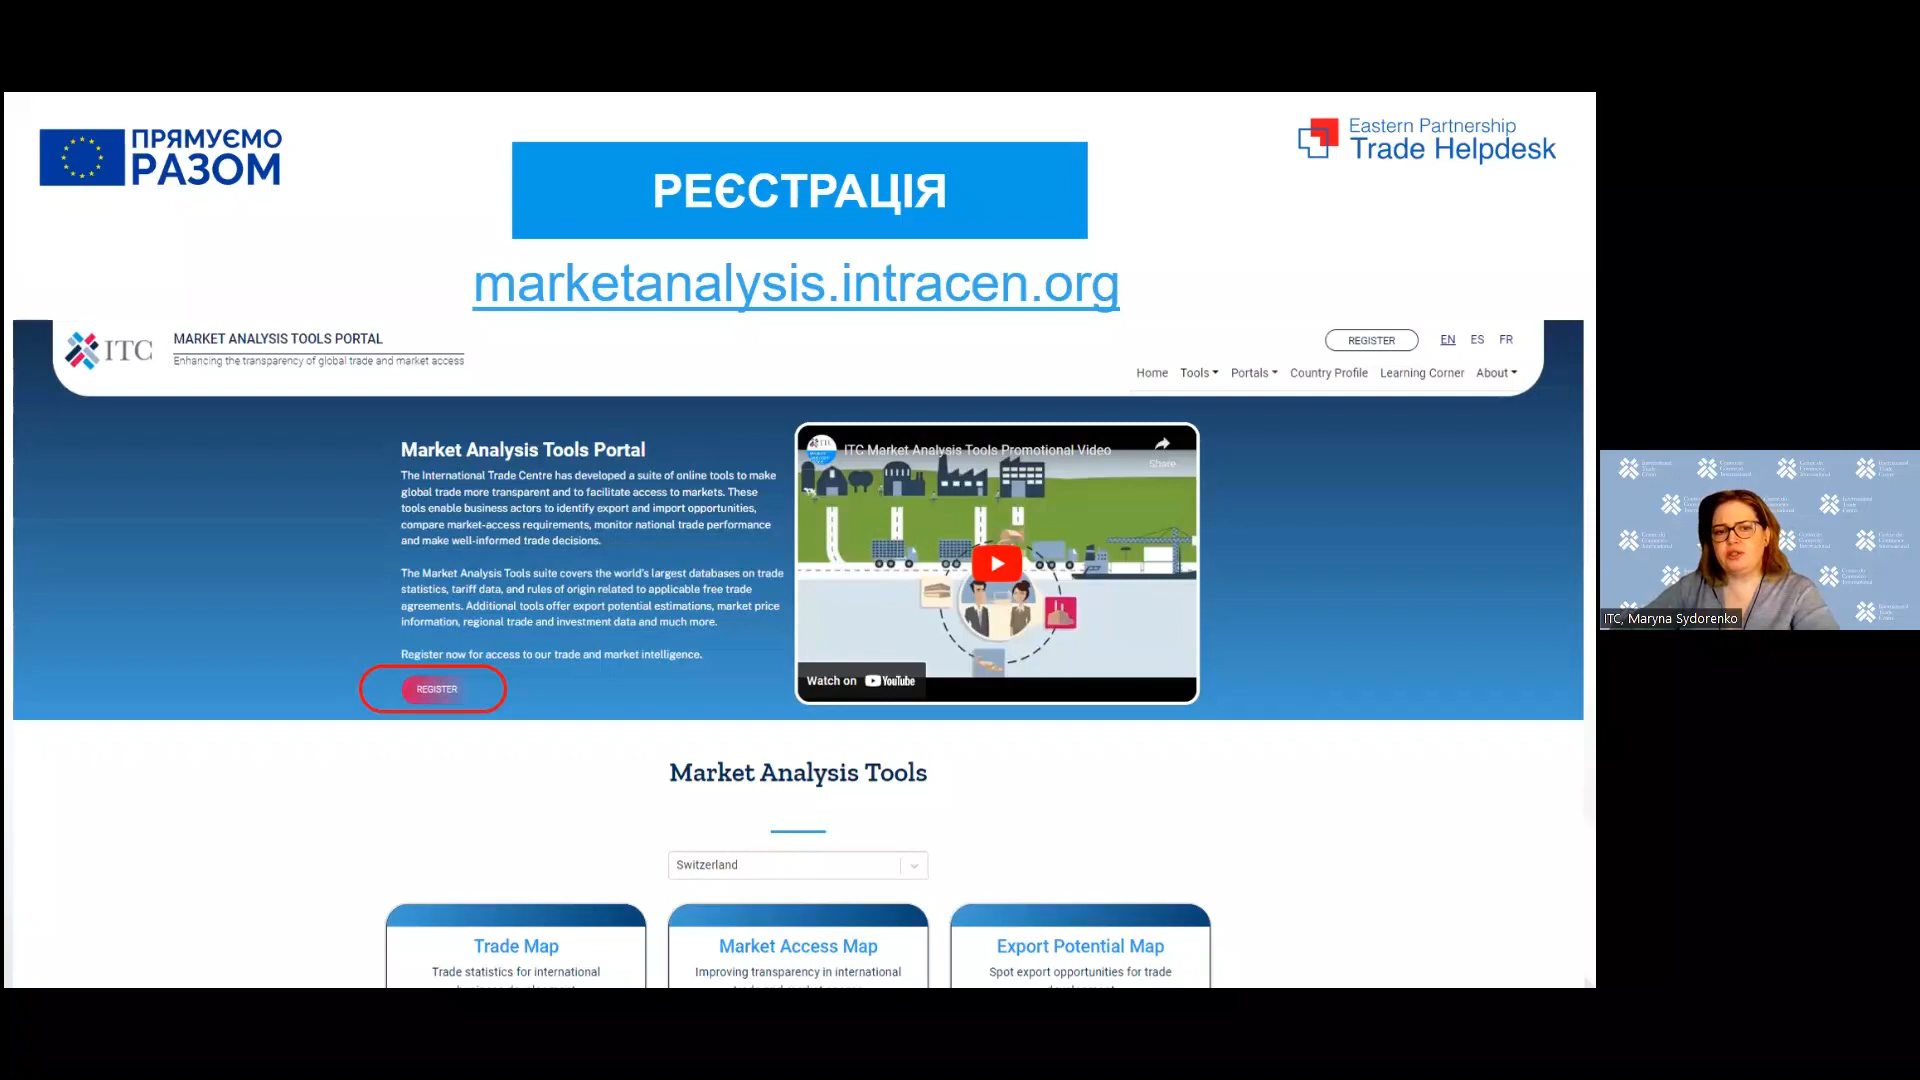 ПРЯМУЄМО
РАЗОМ
Eastern Partnership
Trade Helpdesk
РЕЄСТРАЦІЯ
marketanalysis.intracen.org
ITC
MARKET ANALYSIS TOOLS PORTAL
Enhancing the transparency of global trade and market access
REGISTER
EN ES FR
Home Tools Portals Country Profile Learning Corner About
Market Analysis Tools Portal
The International Trade Centre has developed a suite of online tools to make
global trade more transparent and to facilitate access to markets. These
tools enable business actors to identify export and import opportunities,
compare market-access requirements, monitor national trade performance
and make well-informed trade decisions.
The Market Analysis Tools suite covers the world's largest databases on trade
statistics, tariff data, and rules of origin related to applicable free trade
agreements. Additional tools offer export potential estimations, market price
information, regional trade and investment data and much more.
Register now for access to our trade and market intelligence.
REGISTER
ITC Market Analysis Tools Promotional Video
Share
Watch on YouTube
Market Analysis Tools
Switzerland
Trade Map
Trade statistics for international
Market Access Map
Improving transparency in international
Export Potential Map
Spot export opportunities for trade
ITC, Maryna Sydorenko